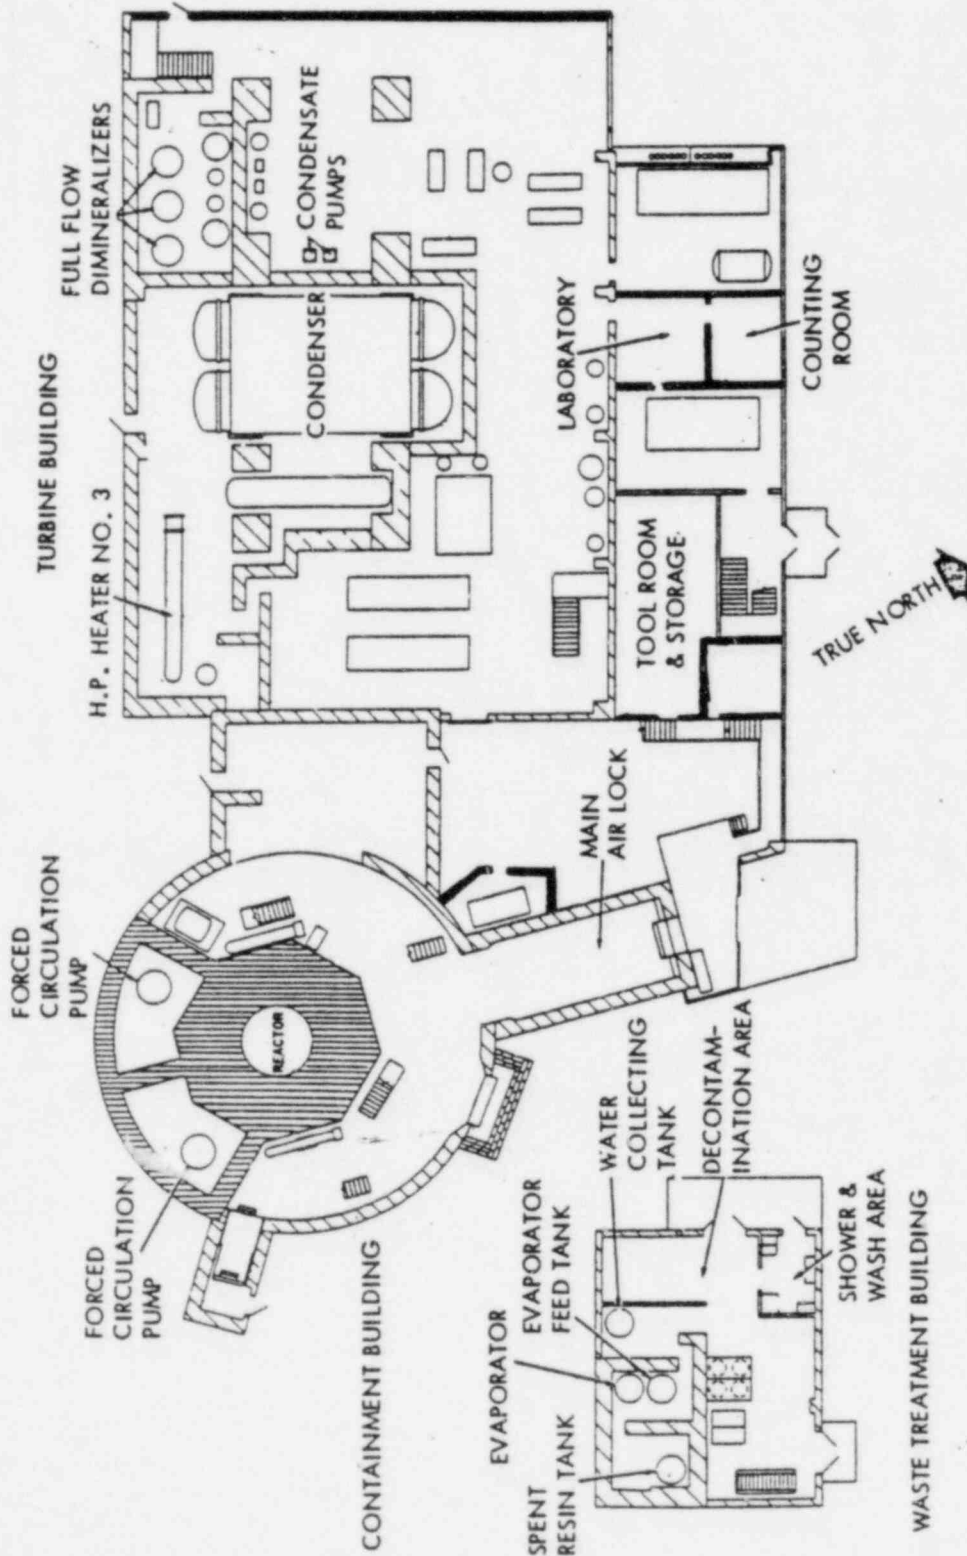 TURBINE BUILDING
FULL FLOW
DIMINERALIZERS
H.P. HEATER NO. 3
CONDENSATE
PUMPS
CONDENSER
LABORATORY
COUNTING
ROOM
TOOL ROOM
& STORAGE
TRUE NORTH
MAIN
AIR LOCK
FORCED
CIRCULATION
PUMP
REACTOR
FORCED
CIRCULATION
PUMP
CONTAINMENT BUILDING
WATER
COLLECTING
TANK
DECONTAM-
INATION AREA
EVAPORATOR
FEED TANK
EVAPORATOR
SPENT
RESIN TANK
SHOWER &
WASH AREA
WASTE TREATMENT BUILDING